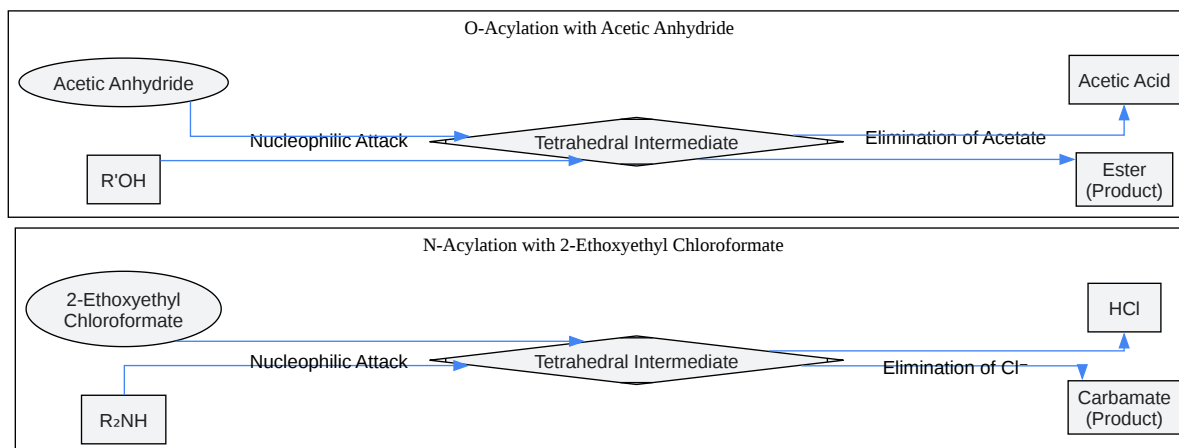 O-Acylation with Acetic Anhydride
Acetic Anhydride
Acetic Acid
Nucleophilic Attack
Tetrahedral Intermediate
Elimination of Acetate
R'OH
Ester
(Product)
N-Acylation with 2-Ethoxyethyl Chloroformate
2-Ethoxyethyl
Chloroformate
HCl
Nucleophilic Attack
Tetrahedral Intermediate
Elimination of Cl⁻
R₂NH
Carbamate
(Product)